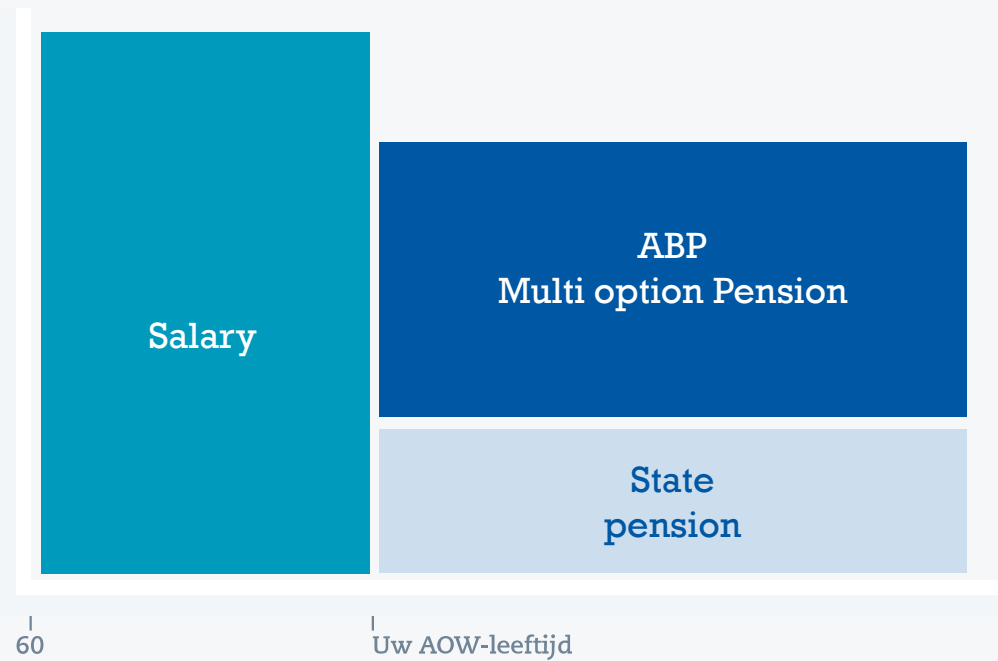 Salary
ABP
Multi option Pension
State
pension
60
Uw AOW-leeftijd